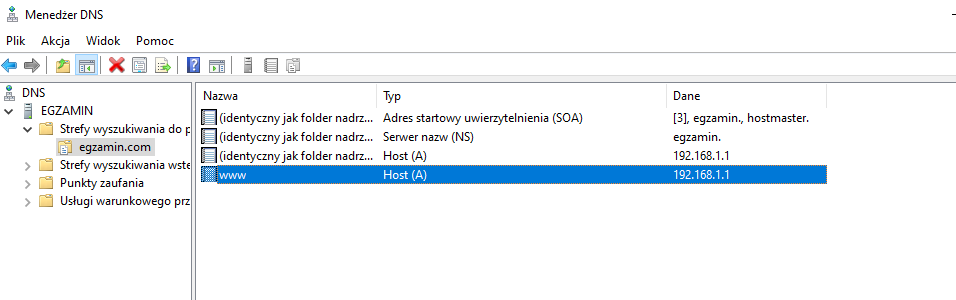 Menedżer DNS
Plik Akcja Widok Pomoc
DNS
EGZAMIN
Strefy wyszukiwania do p
egzamin.com
Strefy wyszukiwania wste
Punkty zaufania
Usługi warunkowego prz
Nazwa Typ Dane
(identyczny jak folder nadrz... Adres startowy uwierzytelnienia (SOA) [3], egzamin., hostmaster.
(identyczny jak folder nadrz... Serwer nazw (NS) egzamin.
(identyczny jak folder nadrz... Host (A) 192.168.1.1
www Host (A) 192.168.1.1